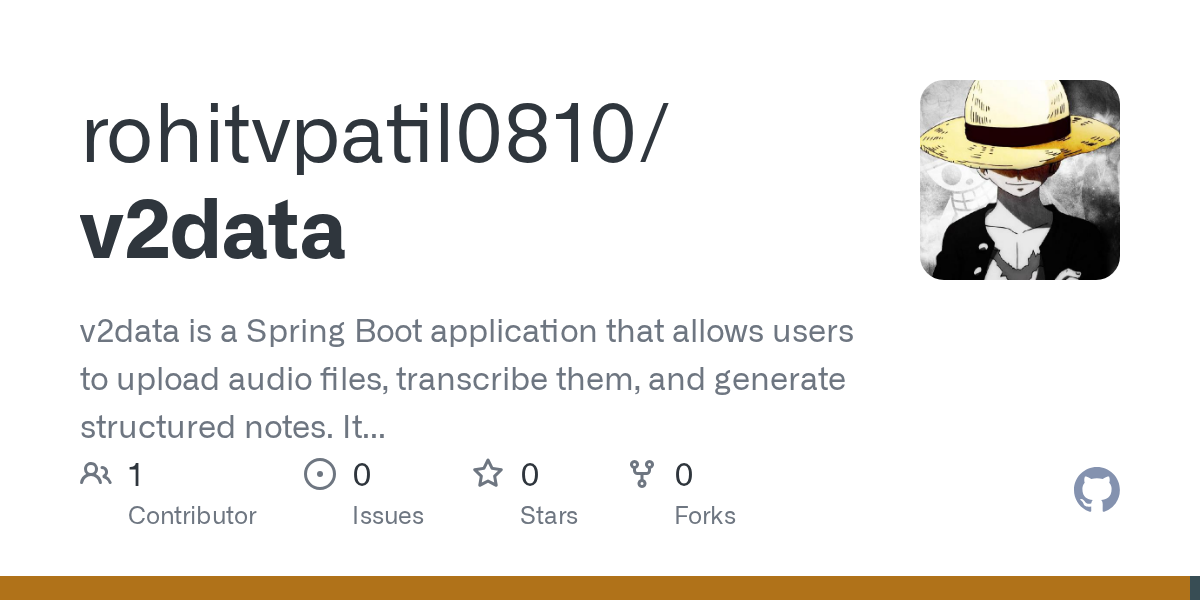 rohitvpatil0810/
v2data
v2data is a Spring Boot application that allows users
to upload audio files, transcribe them, and generate
structured notes. It...
1
Contributor
0
Issues
0
Stars
0
Forks